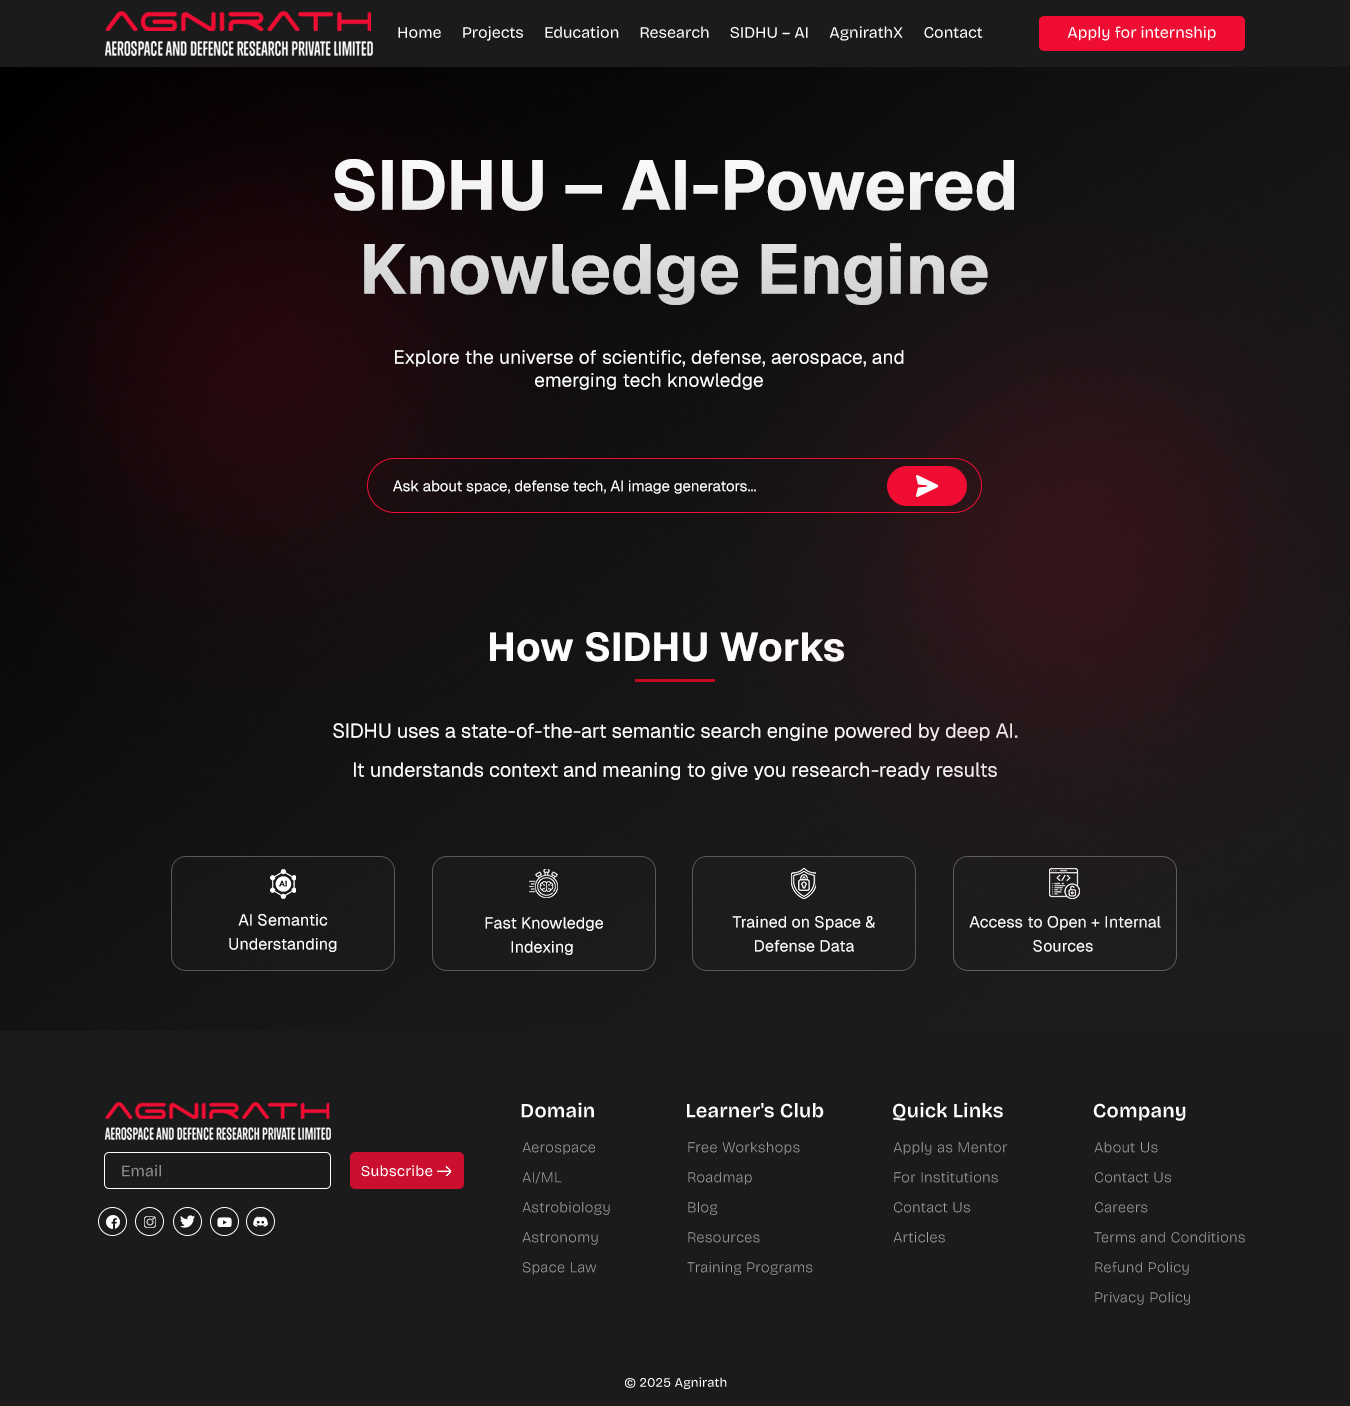 AGNIRATH
AEROSPACE AND DEFENCE RESEARCH PRIVATE LIMITED
Home Projects Education Research SIDHU – AI AgnirathX Contact Apply for internship
SIDHU – AI-Powered
Knowledge Engine
Explore the universe of scientific, defense, aerospace, and
emerging tech knowledge
Ask about space, defense tech, AI image generators...
How SIDHU Works
SIDHU uses a state-of-the-art semantic search engine powered by deep AI.
It understands context and meaning to give you research-ready results
AI
AI Semantic
Understanding
Fast Knowledge
Indexing
Trained on Space &
Defense Data
Access to Open + Internal
Sources
AGNIRATH
AEROSPACE AND DEFENCE RESEARCH PRIVATE LIMITED
Email
Subscribe
Domain
Aerospace
AI/ML
Astrobiology
Astronomy
Space Law
Learner's Club
Free Workshops
Roadmap
Blog
Resources
Training Programs
Quick Links
Apply as Mentor
For Institutions
Contact Us
Articles
Company
About Us
Contact Us
Careers
Terms and Conditions
Refund Policy
Privacy Policy
© 2025 Agnirath